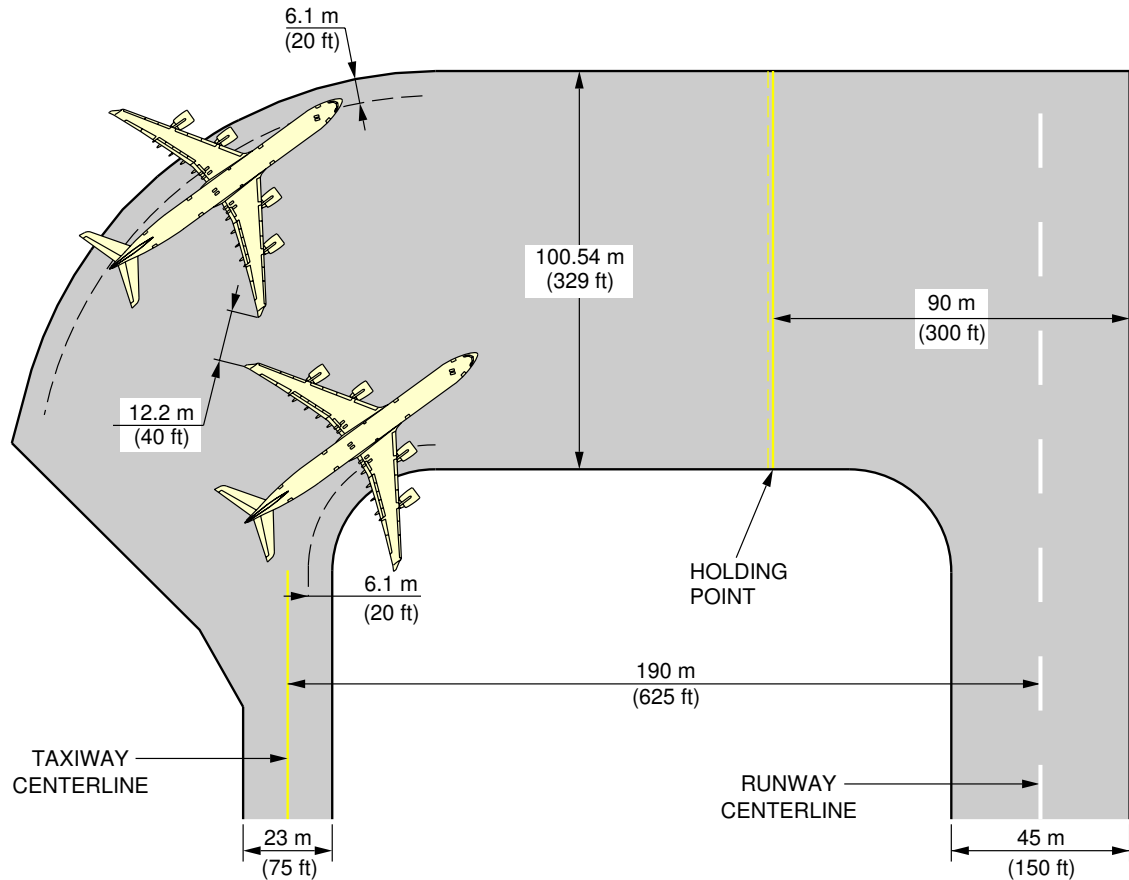 6.1 m
(20 ft)
100.54 m
(329 ft)
90 m
(300 ft)
12.2 m
(40 ft)
HOLDING
POINT
6.1 m
(20 ft)
190 m
(625 ft)
TAXIWAY
CENTERLINE
RUNWAY
CENTERLINE
23 m
(75 ft)
45 m
(150 ft)